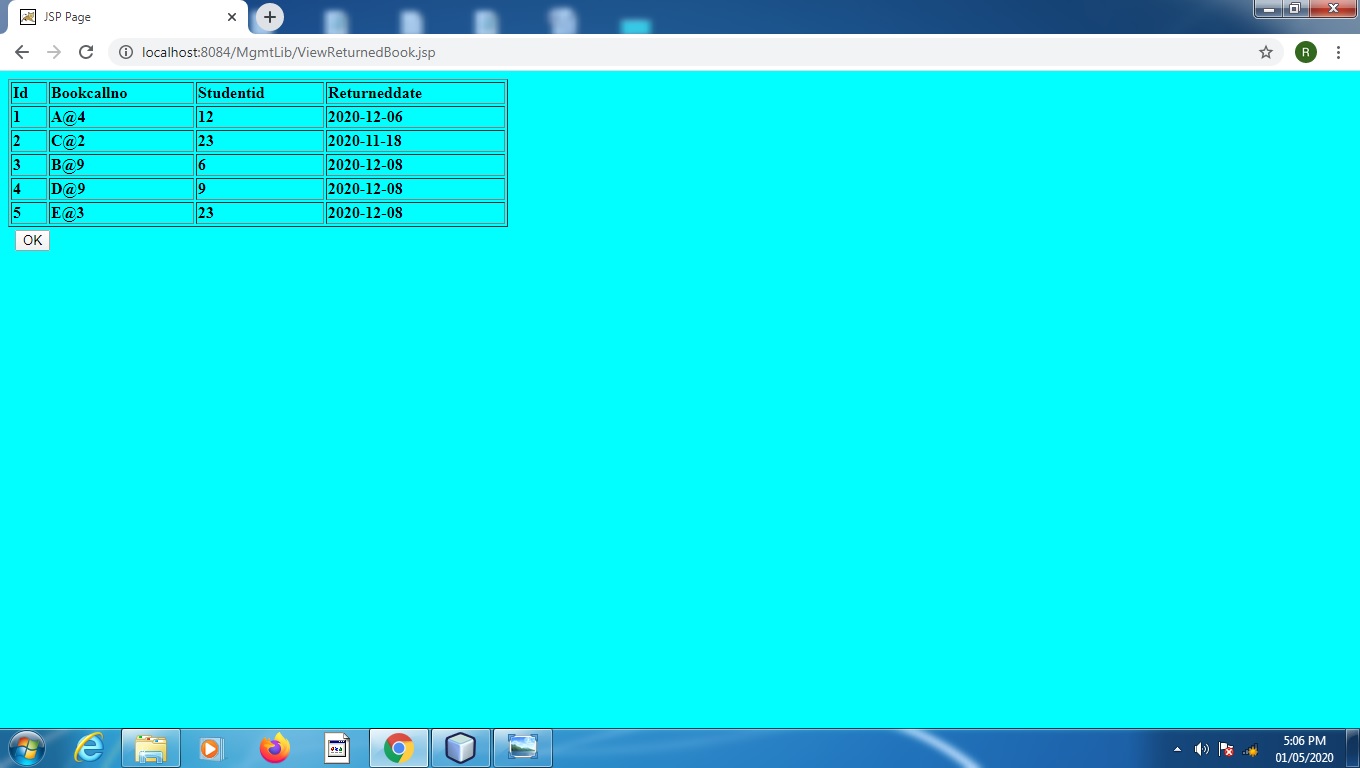 JSP Page
localhost:8084/MgmtLib/ViewReturnedBook.jsp
R
Id Bookcallno Studentid Returneddate
1 A@4 12 2020-12-06
2 C@2 23 2020-11-18
3 B@9 6 2020-12-08
4 D@9 9 2020-12-08
5 E@3 23 2020-12-08
OK
5:06 PM
01/05/2020